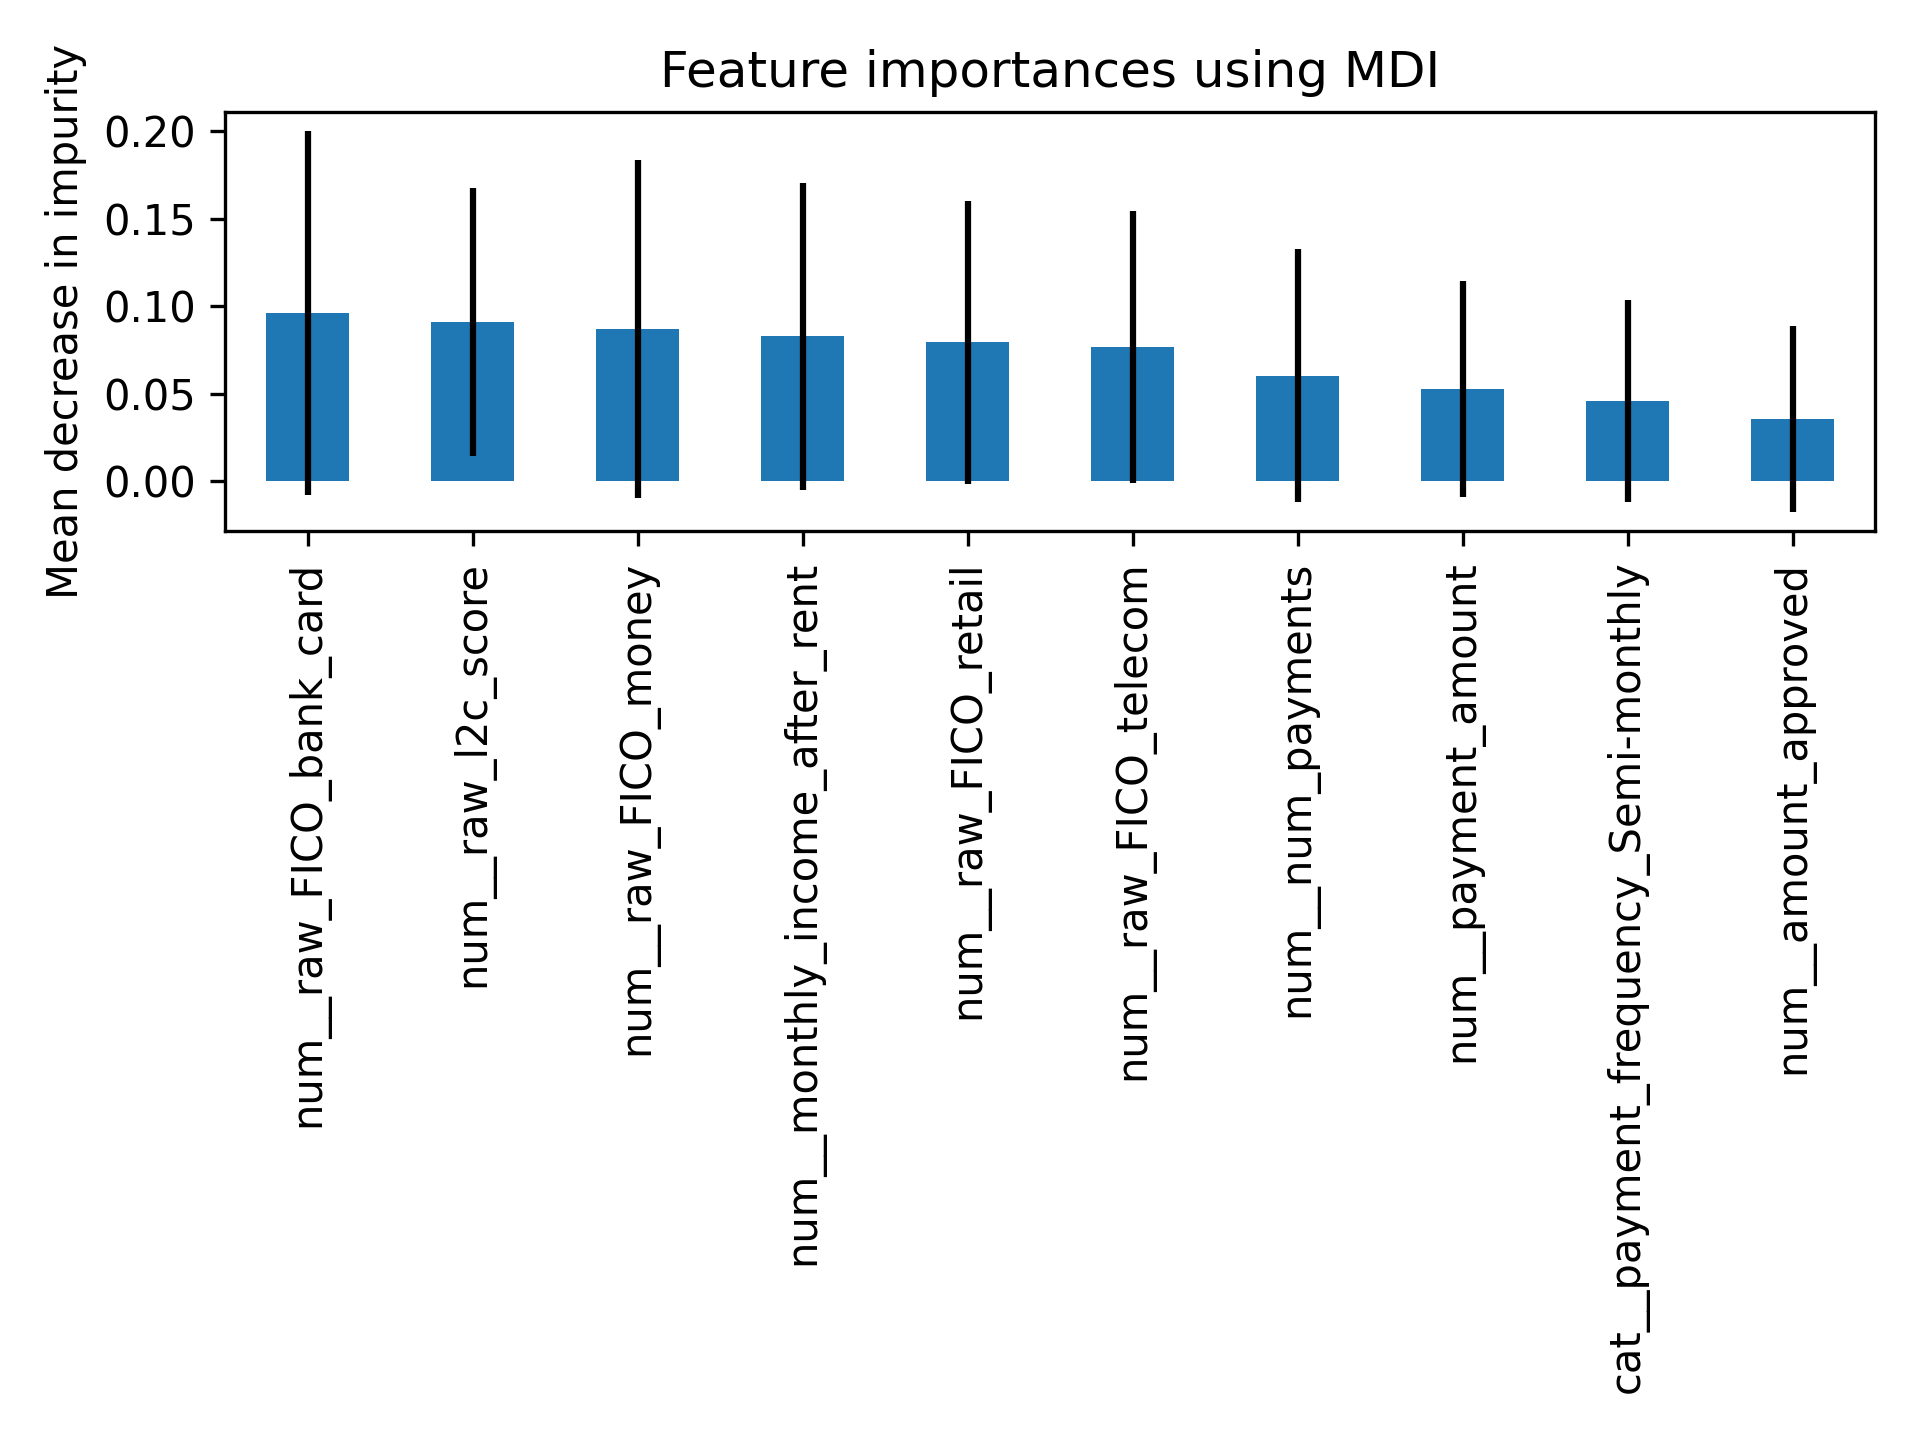 Feature importances using MDI
Mean decrease in impurity
0.20
0.15
0.10
0.05
0.00
num__raw_FICO_bank_card
num__raw_l2c_score
num__raw_FICO_money
num__monthly_income_after_rent
num__raw_FICO_retail
num__raw_FICO_telecom
num__num_payments
num__payment_amount
cat__payment_frequency_Semi-monthly
num__amount_approved